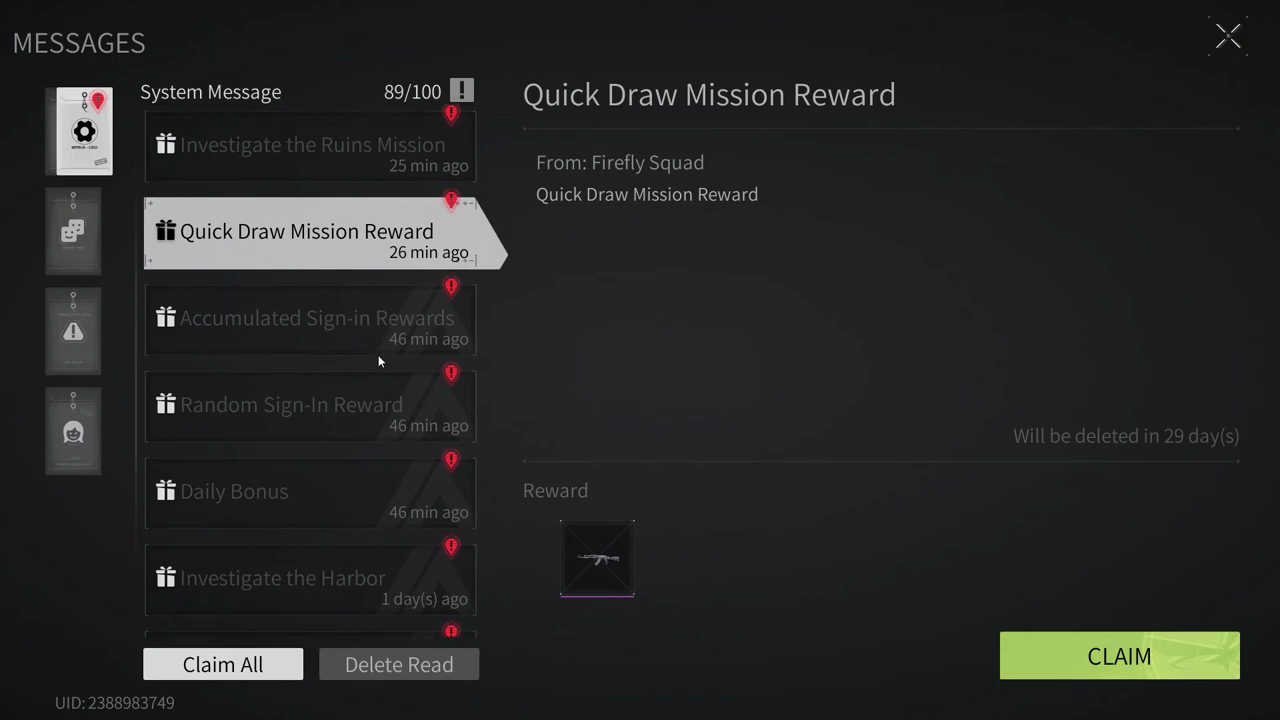 MESSAGES
System Message
89/100
Investigate the Ruins Mission
25 min ago
Quick Draw Mission Reward
26 min ago
Accumulated Sign-in Rewards
46 min ago
Random Sign-In Reward
46 min ago
Daily Bonus
46 min ago
Investigate the Harbor
1 day(s) ago
Claim All
Delete Read
UID: 2388983749
Quick Draw Mission Reward
From: Firefly Squad
Quick Draw Mission Reward
Will be deleted in 29 day(s)
Reward
CLAIM